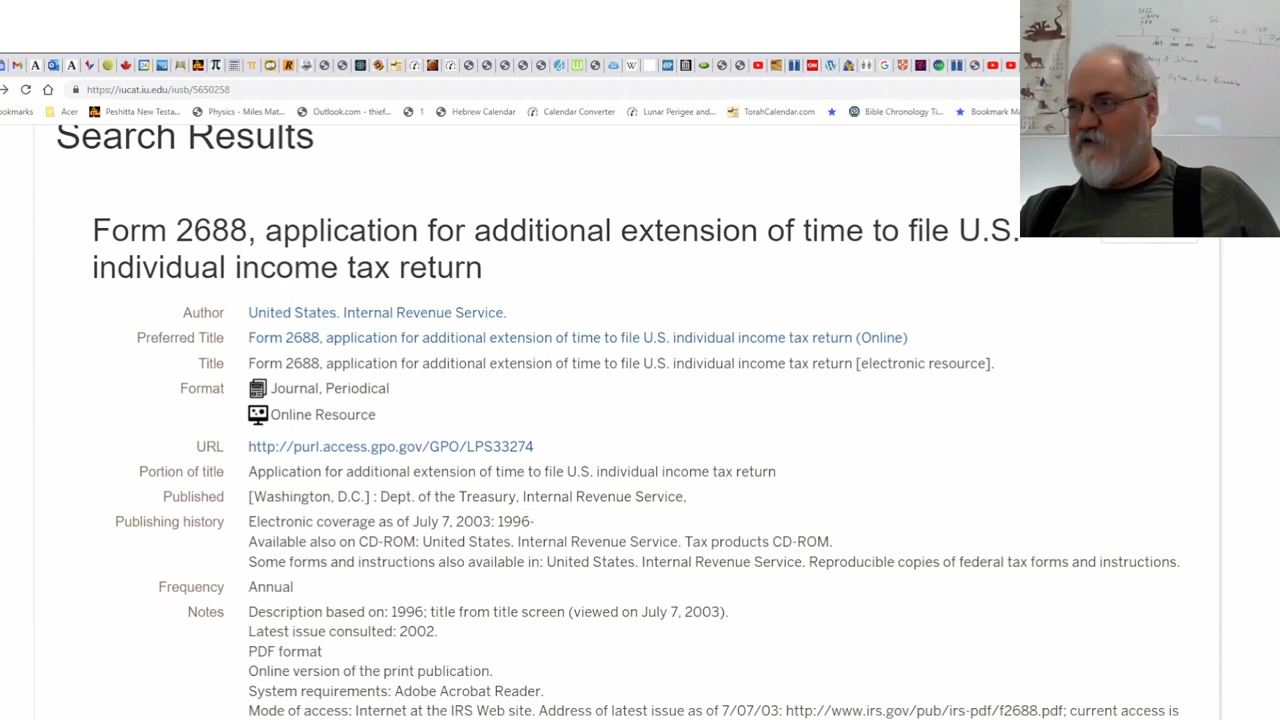 https://iucat.iu.edu/iusb/5650258
ookmarks Acer Peshitta New Testa... Physics - Miles Mat... Outlook.com - thief... 1 Hebrew Calendar Calendar Converter Lunar Perigee and... TorahCalendar.com Bible Chronology Ti... Bookmark Ma
Search Results
Form 2688, application for additional extension of time to file U.S.
individual income tax return
Author United States. Internal Revenue Service.
Preferred Title Form 2688, application for additional extension of time to file U.S. individual income tax return (Online)
Title Form 2688, application for additional extension of time to file U.S. individual income tax return [electronic resource].
Format Journal, Periodical
Online Resource
URL http://purl.access.gpo.gov/GPO/LPS33274
Portion of title Application for additional extension of time to file U.S. individual income tax return
Published [Washington, D.C.] : Dept. of the Treasury, Internal Revenue Service,
Publishing history Electronic coverage as of July 7, 2003: 1996-
Available also on CD-ROM: United States. Internal Revenue Service. Tax products CD-ROM.
Some forms and instructions also available in: United States. Internal Revenue Service. Reproducible copies of federal tax forms and instructions.
Frequency Annual
Notes Description based on: 1996; title from title screen (viewed on July 7, 2003).
Latest issue consulted: 2002.
PDF format
Online version of the print publication.
System requirements: Adobe Acrobat Reader.
Mode of access: Internet at the IRS Web site. Address of latest issue as of 7/07/03: http://www.irs.gov/pub/irs-pdf/f2688.pdf; current access is